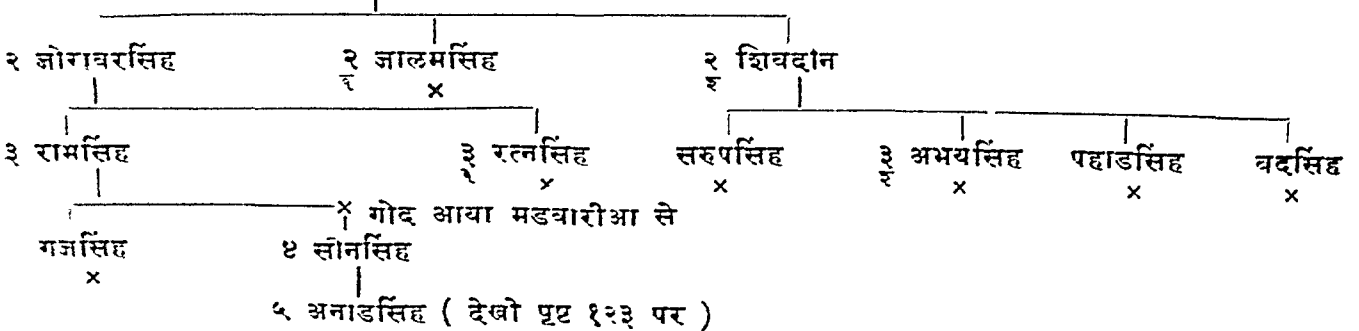 २ जोरावरसिंह २ जालमसिंह २ शिवदान
× 
३ रामसिंह ३ रत्नसिंह सरुपसिंह ३ अभयसिंह पहाडसिंह वदसिंह
× × × × ×
× गोद आया मडवारीआ से
गजसिंह ४ सोनसिंह
×
५ अनाडसिंह ( देखो पृष्ट १२३ पर )